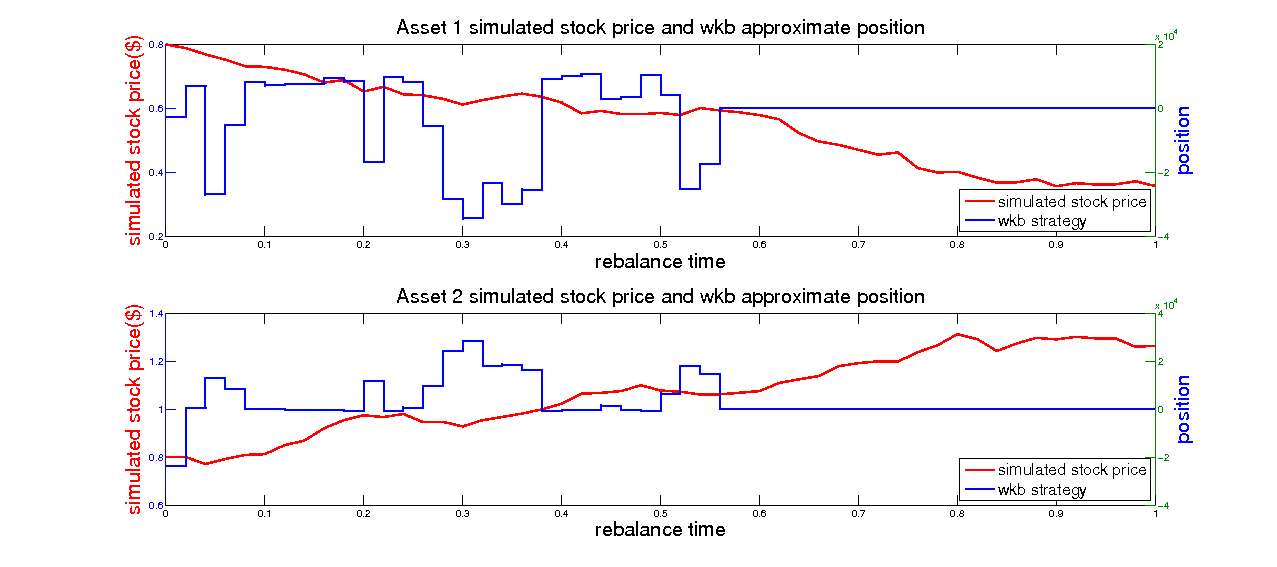 Asset 1 simulated stock price and wkb approximate position
x 10^4
0.8
0.6
0.4
0.2
2
0
−2
−4
simulated stock price($)
position
simulated stock price
wkb strategy
0 0.1 0.2 0.3 0.4 0.5 0.6 0.7 0.8 0.9 1
rebalance time
Asset 2 simulated stock price and wkb approximate position
x 10^4
1.4
1.2
1
0.8
0.6
4
2
0
−2
−4
simulated stock price($)
position
simulated stock price
wkb strategy
0 0.1 0.2 0.3 0.4 0.5 0.6 0.7 0.8 0.9 1
rebalance time